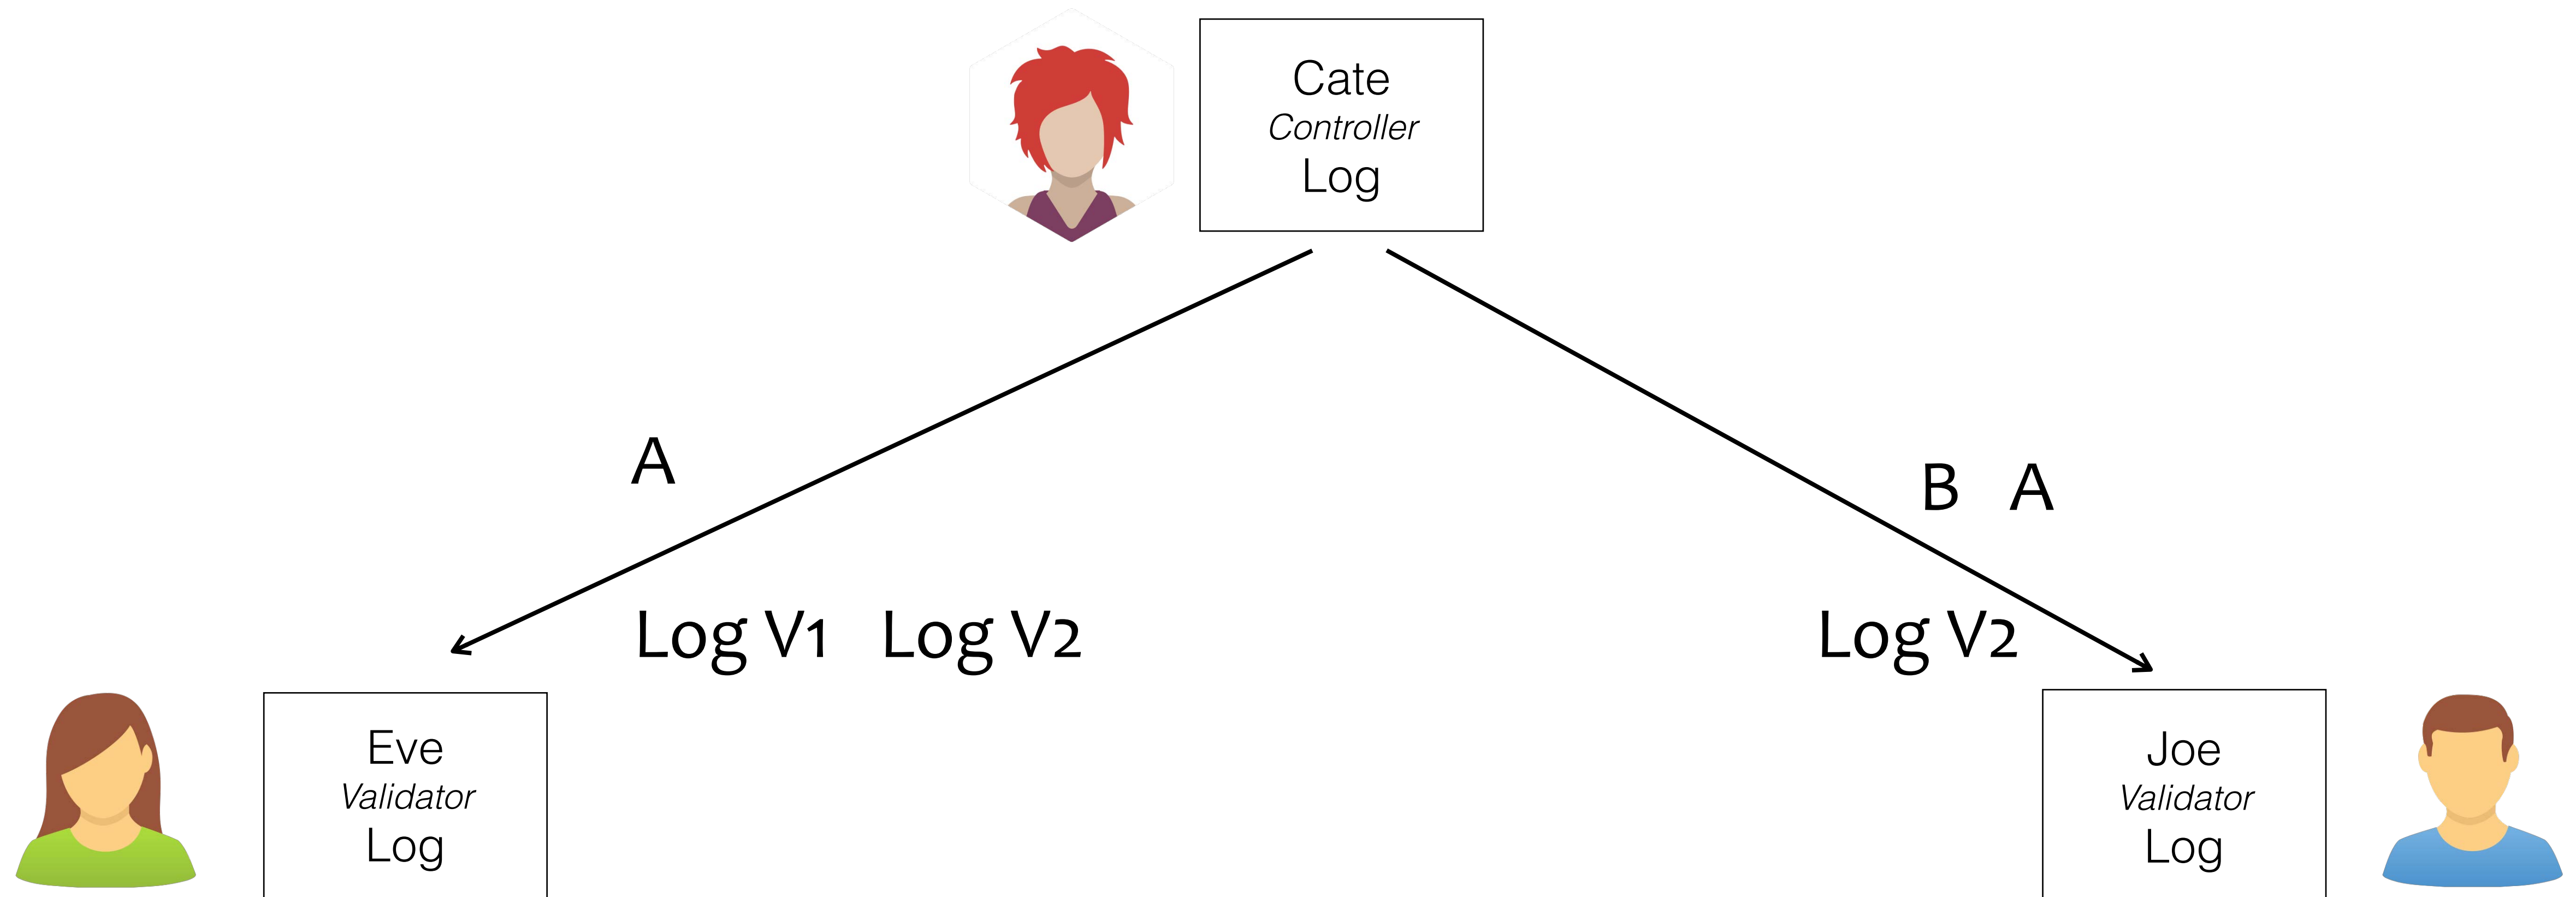 Cate
Controller
Log
A
B A
Log V1 Log V2
Log V2
Eve
Validator
Log
Joe
Validator
Log